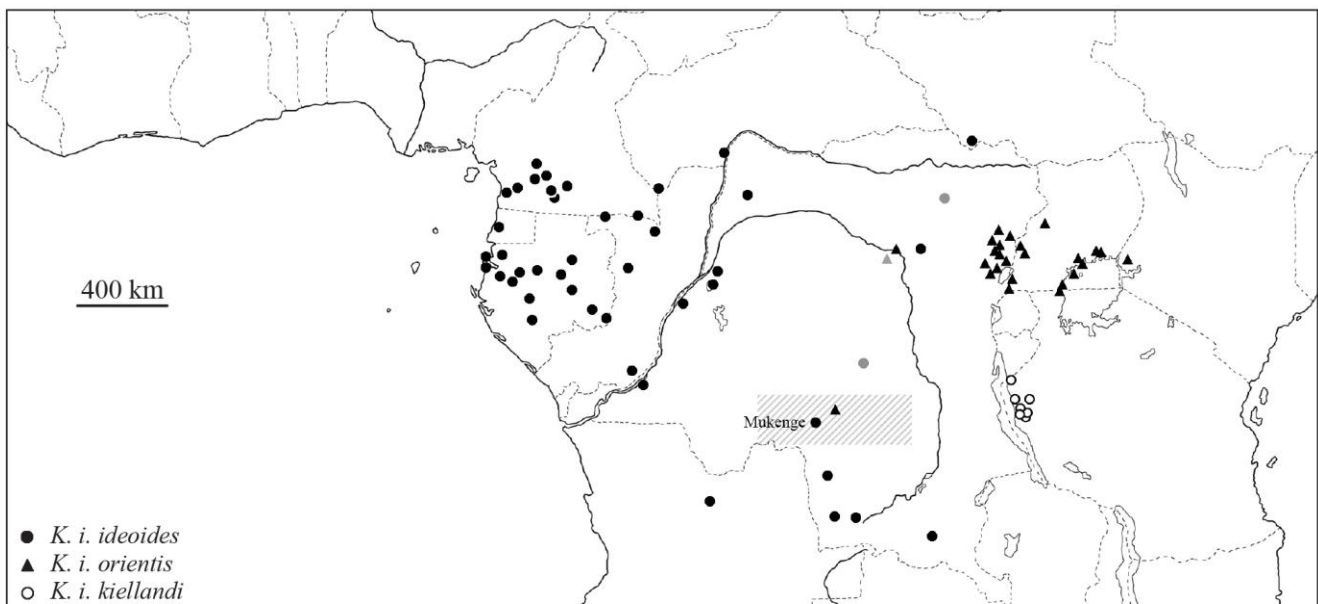 400 km
Mukenge
K. i. ideoides
K. i. orientis
K. i. kiellandi